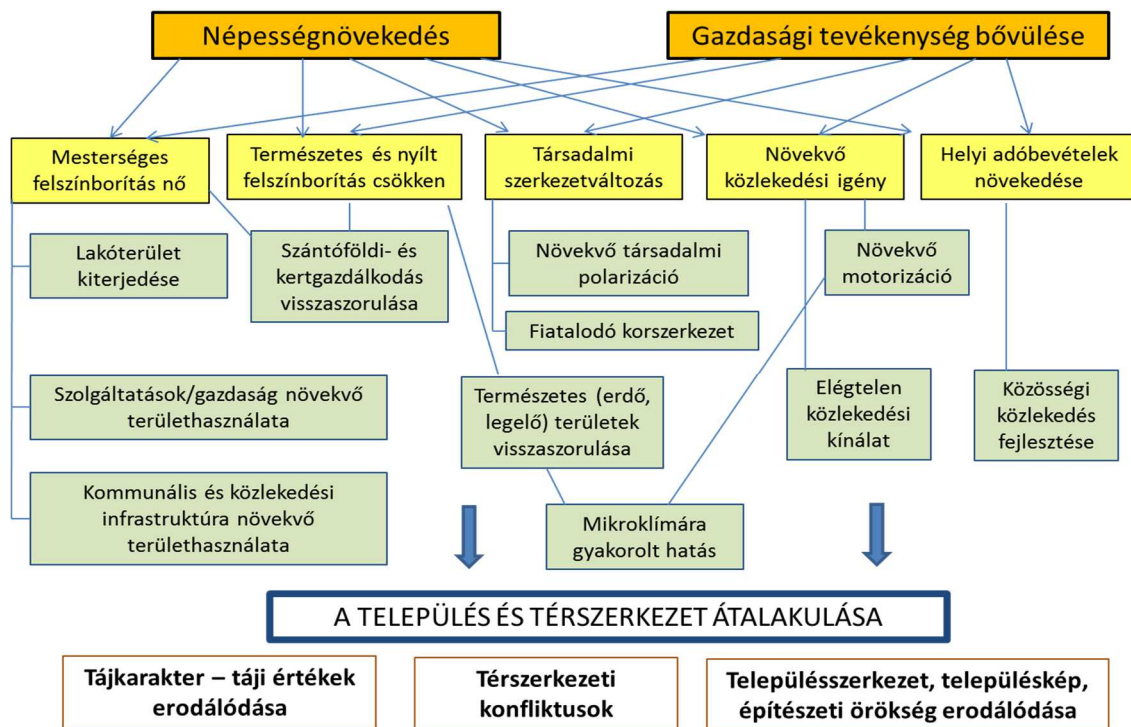 Népességnövekedés
Gazdasági tevékenység bővülése
Mesterséges
felszínborítás nő
Természetes és nyílt
felszínborítás csökken
Társadalmi
szerkezetváltozás
Növekvő
közlekedési igény
Helyi adóbevételek
növekedése
Lakóterület
kiterjedése
Szántóföldi- és
kertgazdálkodás
visszaszorulása
Növekvő társadalmi
polarizáció
Növekvő
motorizáció
Fiatalodó korszerkezet
Szolgáltatások/gazdaság növekvő
területhasználata
Természetes (erdő,
legelő) területek
visszaszorulása
Elégtelen
közlekedési
kínálat
Közösségi
közlekedés
fejlesztése
Kommunális és közlekedési
infrastruktúra növekvő
területhasználata
Mikroklímára
gyakorolt hatás
A TELEPÜLÉS ÉS TÉRSZERKEZET ÁTALAKULÁSA
Tájkarakter – táji értékek
erodálódása
Térszerkezeti
konfliktusok
Településszerkezet, településkép,
építészeti örökség erodálódása